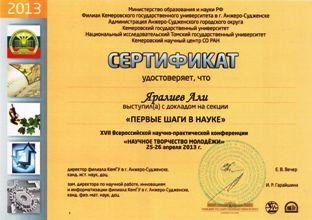 2013
Министерство образования и науки РФ
Филиал Кемеровского государственного университета в г. Анжеро-Судженске
Администрация Анжеро-Судженского городского округа
Кемеровский государственный университет
Национальный исследовательский Томский государственный университет
Кемеровский научный центр СО РАН
СЕРТИФИКАТ
удостоверяет, что
Яралиев Али
выступил(а) с докладом на секции
«ПЕРВЫЕ ШАГИ В НАУКЕ»
XVII Всероссийской научно-практической конференции
«НАУЧНОЕ ТВОРЧЕСТВО МОЛОДЁЖИ»
25-26 апреля 2013 г.
директор филиала КемГУ в г. Анжеро-Судженске,
канд. ист. наук, доц.
Е. В. Вечер
зам. директора по научной работе, инновациям
и информатизации филиала КемГУ в г. Анжеро-Судженске,
канд. физ.-мат. наук, доц.
И. Р. Гарайшина